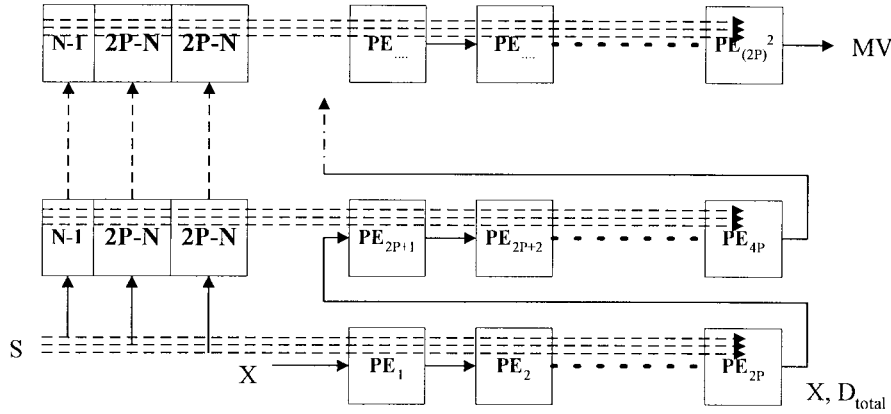 N-1 2P-N 2P-N PE.... PE.... PE(2P)² MV
N-1 2P-N 2P-N PE2P+1 PE2P+2 PE4P
S
X PE1 PE2 PE2P X, Dtotal